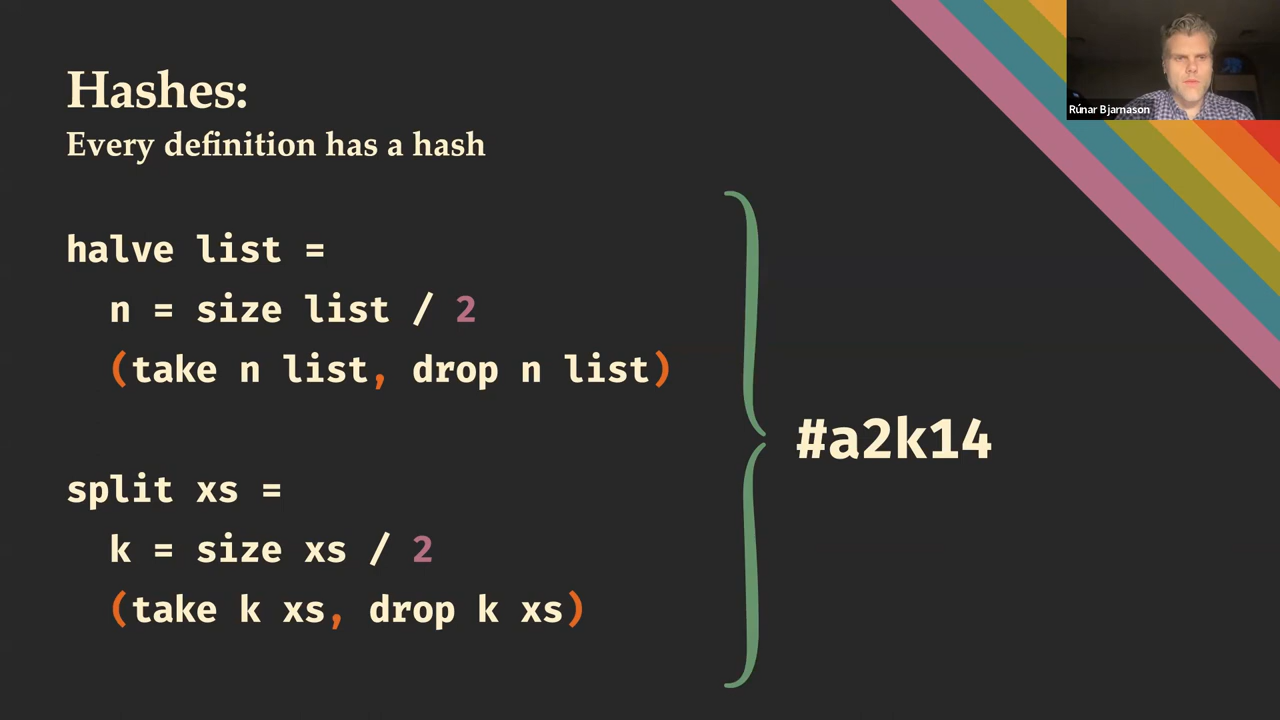 Hashes:
Every definition has a hash
halve list =
n = size list / 2
(take n list, drop n list)
#a2k14
split xs =
k = size xs / 2
(take k xs, drop k xs)
Rúnar Bjarnason